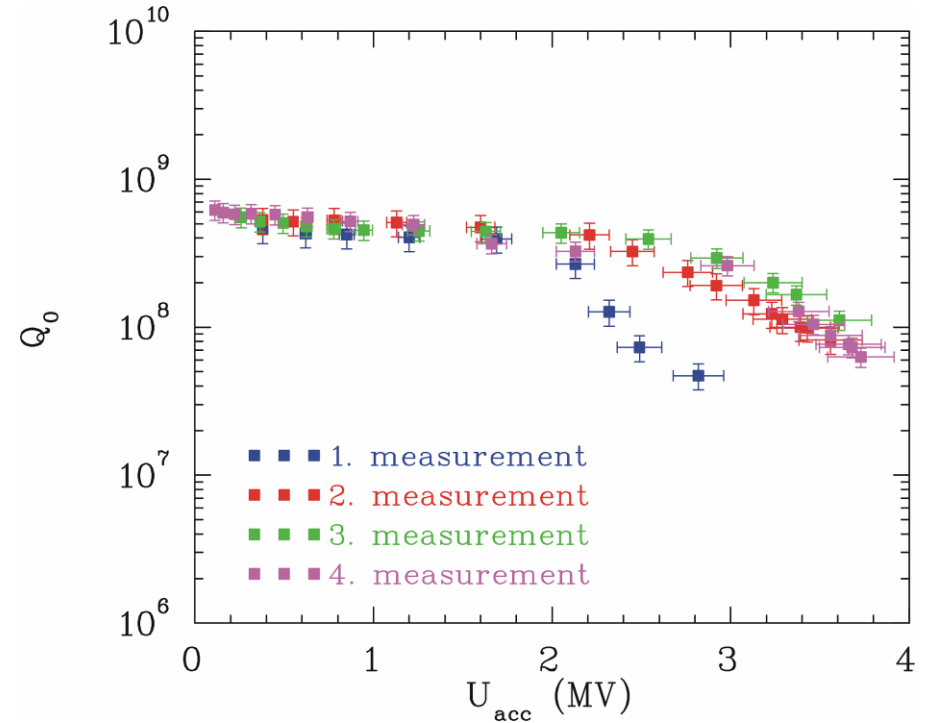 10^10
10^9
10^8
10^7
10^6
Q_0
1. measurement
2. measurement
3. measurement
4. measurement
0 1 2 3 4
U_acc (MV)